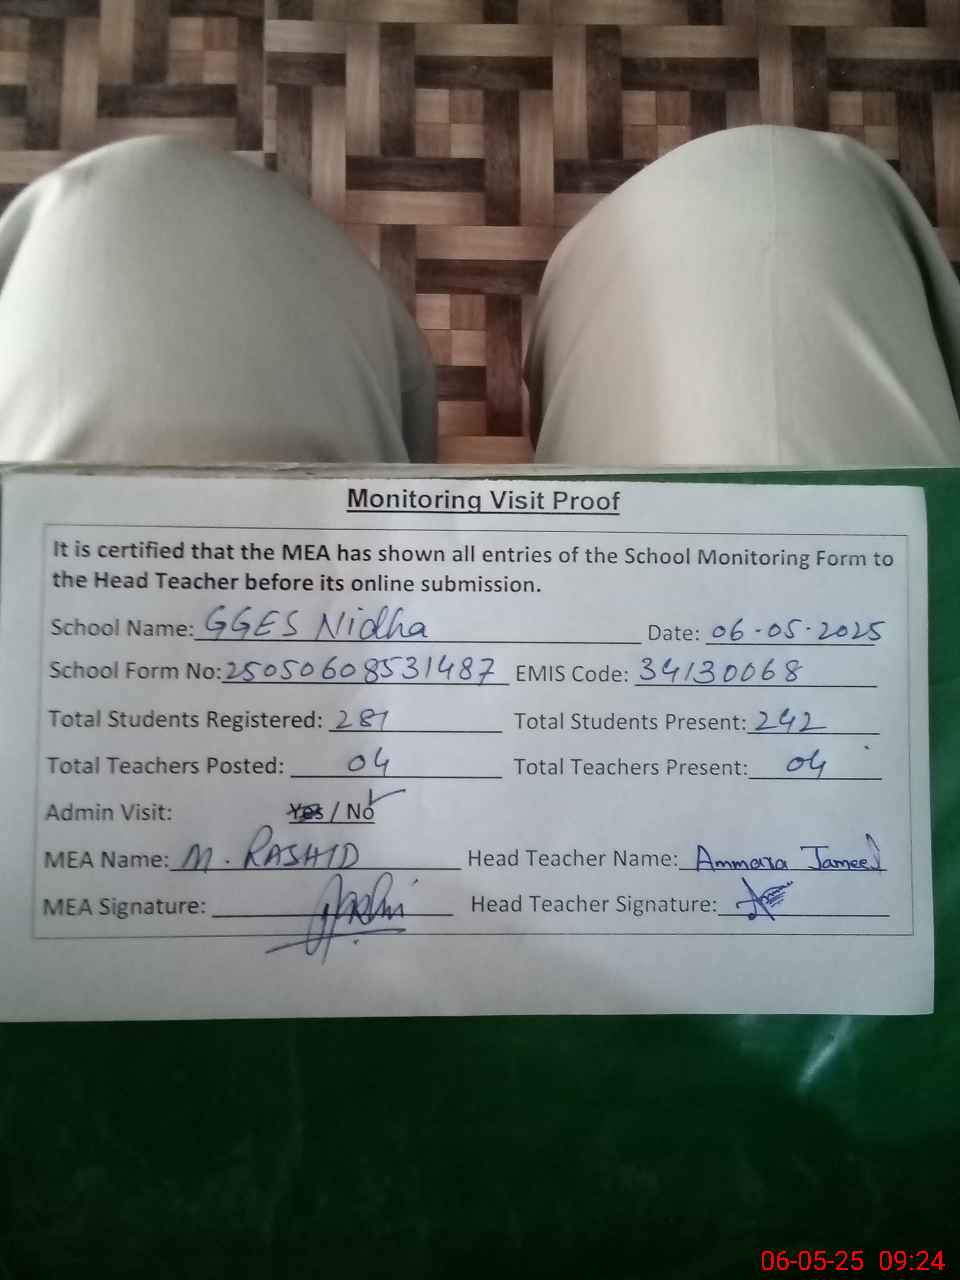 Monitoring Visit Proof
It is certified that the MEA has shown all entries of the School Monitoring Form to
the Head Teacher before its online submission.
School Name: GGES Nidha Date: 06-05-2025
School Form No: 25050608531487 EMIS Code: 34130068
Total Students Registered: 287 Total Students Present: 242
Total Teachers Posted: 04 Total Teachers Present: 04
Admin Visit: Yes / No
MEA Name: M. RASHID Head Teacher Name: Ammara Jameel
MEA Signature: Head Teacher Signature:
06-05-25 09:24